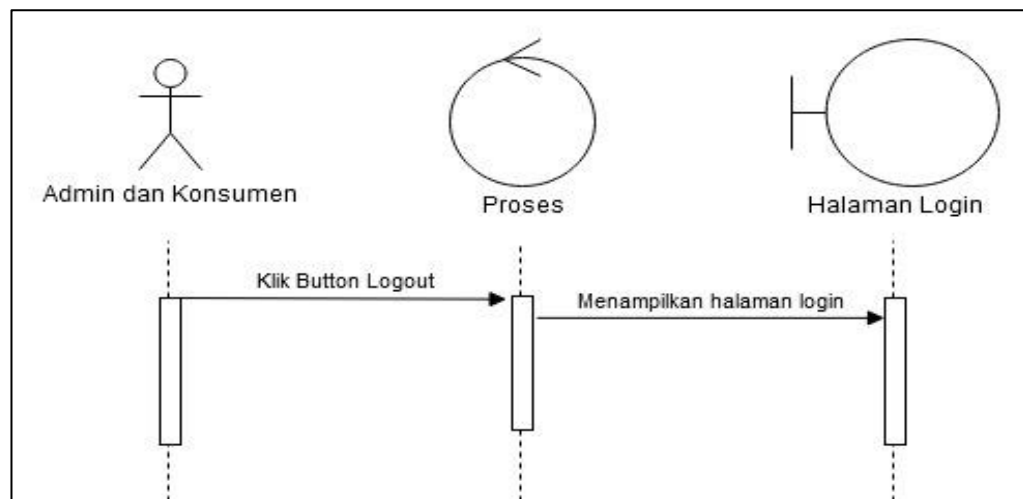 Admin dan Konsumen
Proses
Halaman Login
Klik Button Logout
Menampilkan halaman login